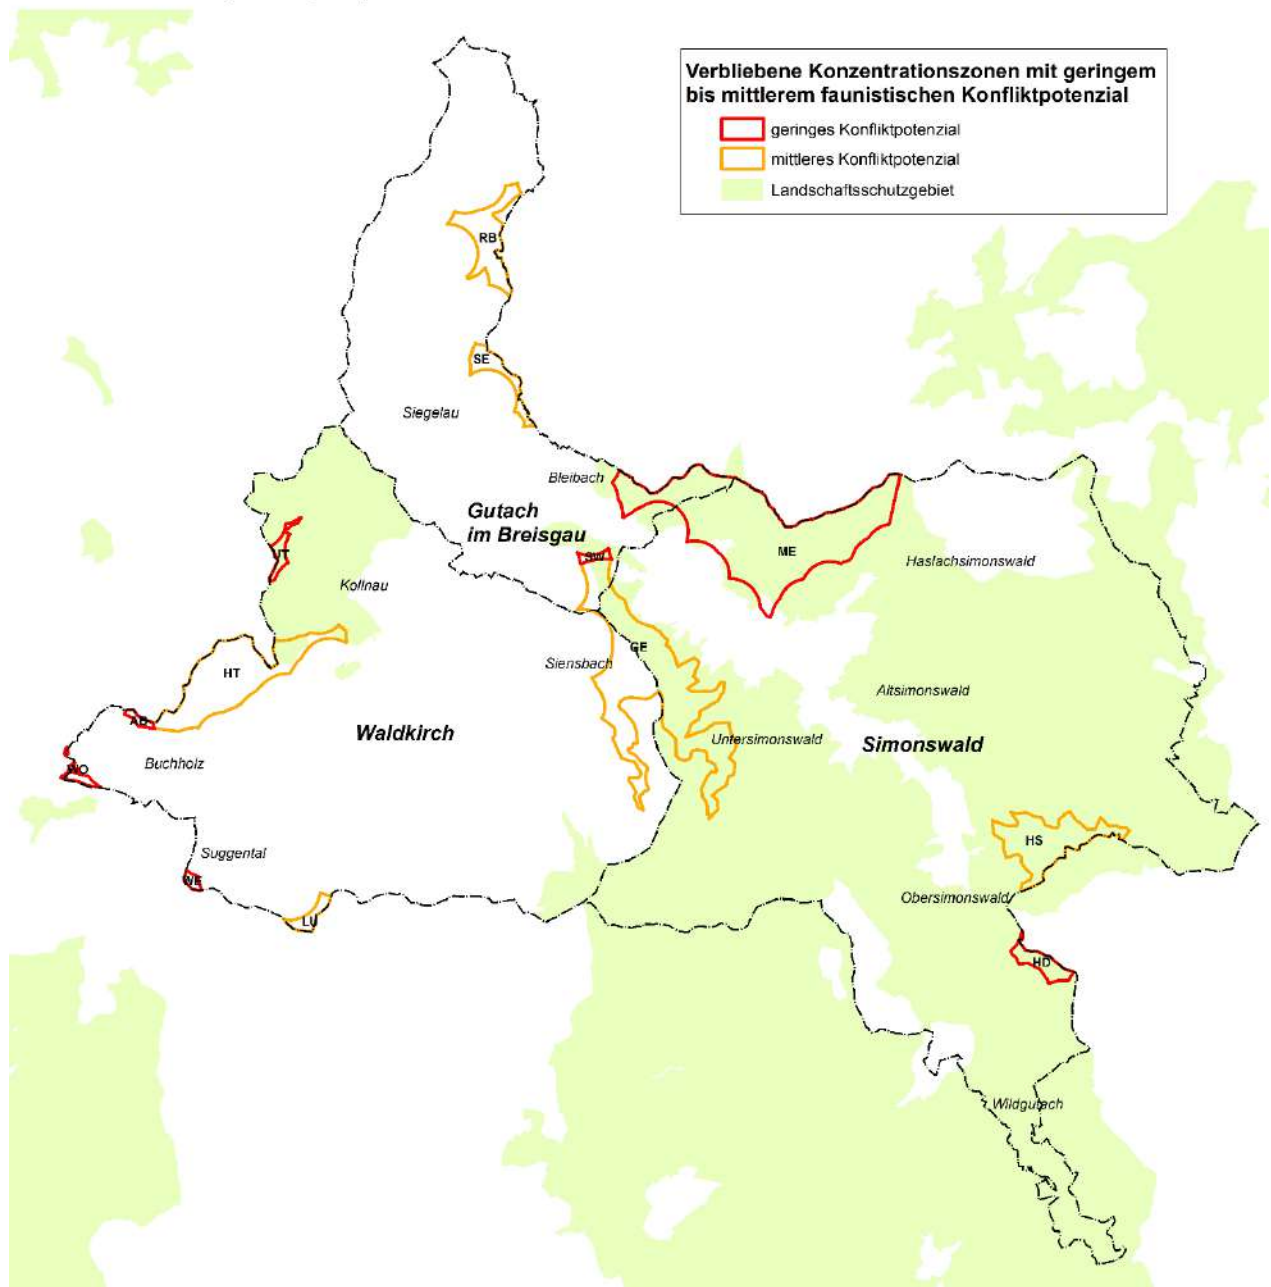 Verbliebene Konzentrationszonen mit geringem
bis mittlerem faunistischen Konfliktpotenzial
geringes Konfliktpotenzial
mittleres Konfliktpotenzial
Landschaftsschutzgebiet
RB
SE
Siegelau
Bleibach
Gutach
im Breisgau
SW
ME
Haslachsimonswald
Kollnau
Siensbach
GE
HT
Altsimonswald
AB
Waldkirch
Untersimonswald
Simonswald
Buchholz
WO
HS
Suggental
WE
Obersimonswald
LU
HD
Wildgutach